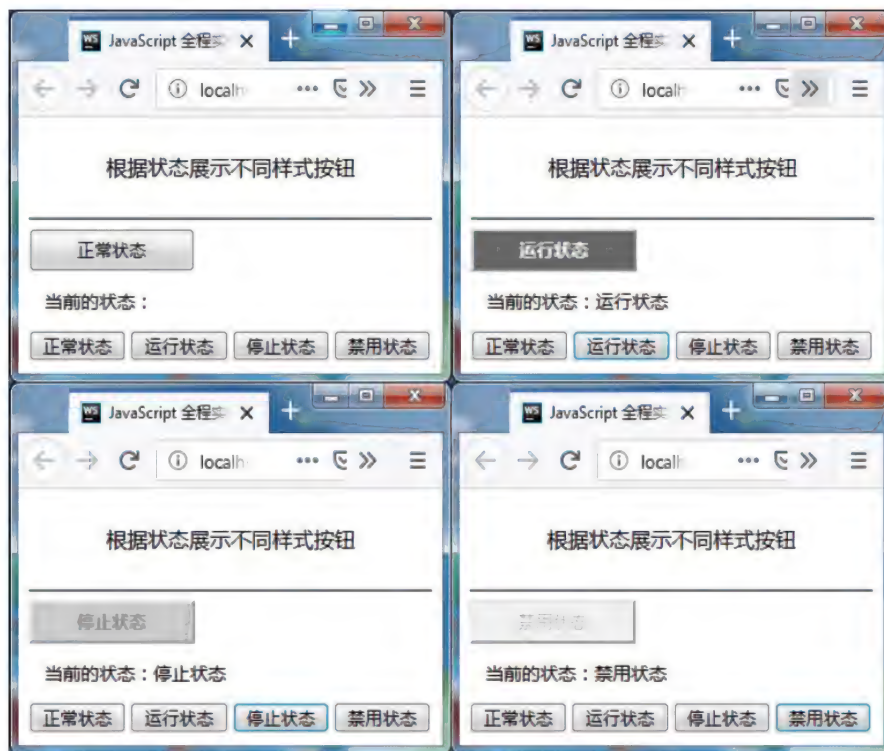 JavaScript 全程实
localh
根据状态展示不同样式按钮
正常状态
当前的状态：
正常状态 运行状态 停止状态 禁用状态
JavaScript 全程实
localh
根据状态展示不同样式按钮
运行状态
当前的状态：运行状态
正常状态 运行状态 停止状态 禁用状态
JavaScript 全程实
localh
根据状态展示不同样式按钮
停止状态
当前的状态：停止状态
正常状态 运行状态 停止状态 禁用状态
JavaScript 全程实
localh
根据状态展示不同样式按钮
禁用状态
当前的状态：禁用状态
正常状态 运行状态 停止状态 禁用状态